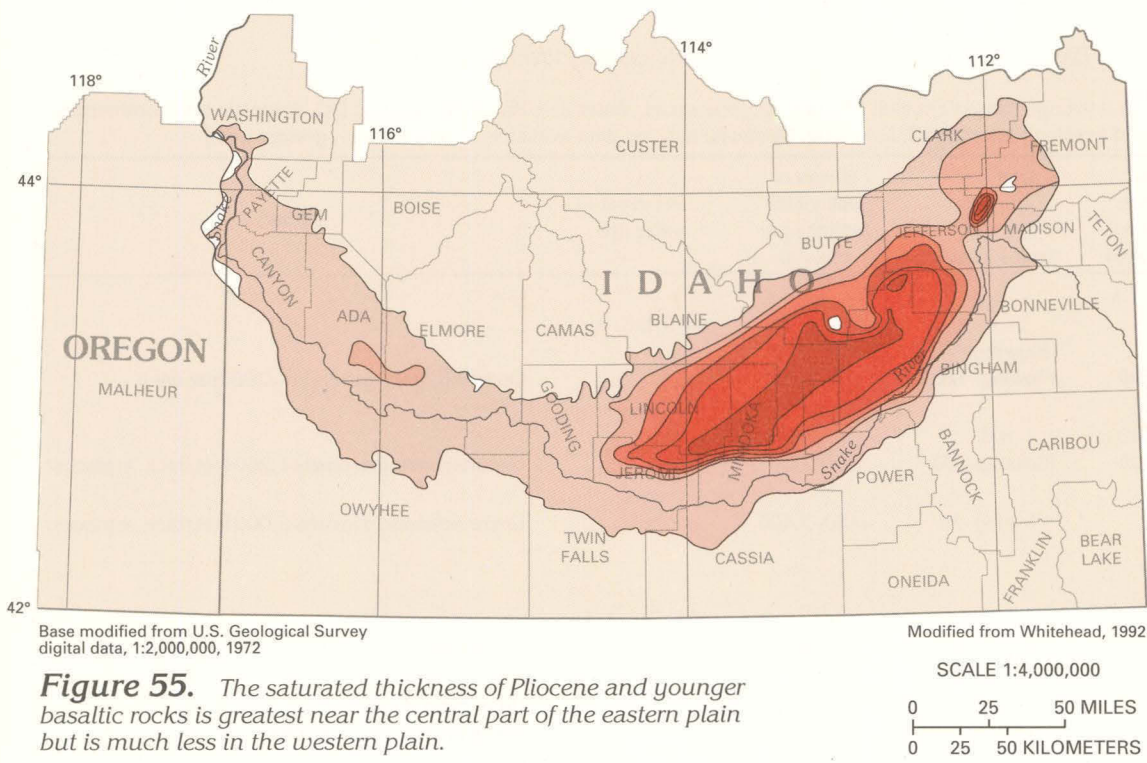 118°
River
WASHINGTON
116°
114°
112°
CUSTER
CLARK
FREMONT
44°
PAYETTE
GEM
BOISE
Snake
CANYON
BUTTE
JEFFERSON
MADISON
TETON
IDAHO
BONNEVILLE
ADA
ELMORE
CAMAS
BLAINE
OREGON
MALHEUR
River
BINGHAM
GOODING
LINCOLN
MINIDOKA
JEROME
Snake
POWER
BANNOCK
CARIBOU
OWYHEE
TWIN
FALLS
CASSIA
ONEIDA
FRANKLIN
BEAR
LAKE
42°
Base modified from U.S. Geological Survey
digital data, 1:2,000,000, 1972
Modified from Whitehead, 1992
SCALE 1:4,000,000
0 25 50 MILES
0 25 50 KILOMETERS
Figure 55. The saturated thickness of Pliocene and younger
basaltic rocks is greatest near the central part of the eastern plain
but is much less in the western plain.